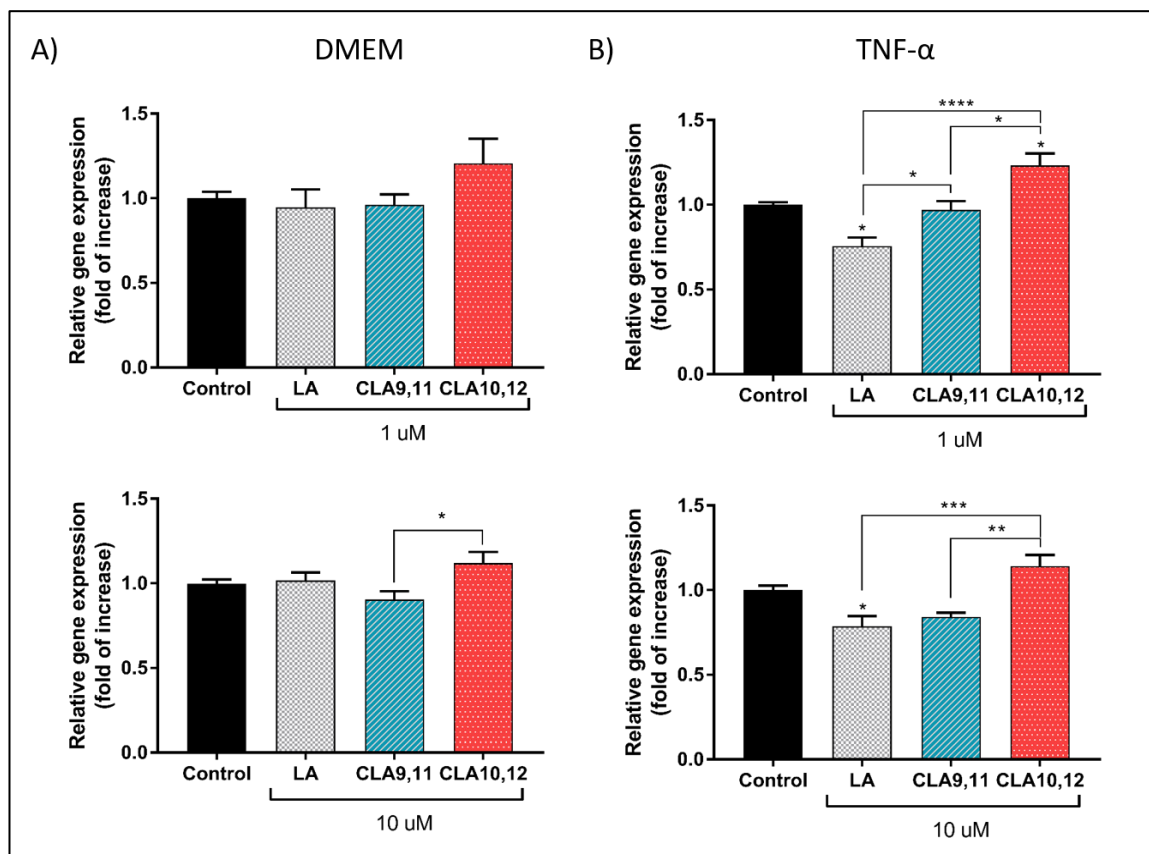 A)
DMEM
Relative gene expression
(fold of increase)
1.5
1.0
0.5
0.0
Control
LA
CLA9,11
CLA10,12
1 uM
B)
TNF-α
Relative gene expression
(fold of increase)
1.5
1.0
0.5
0.0
****
*
*
*
*
Control
LA
CLA9,11
CLA10,12
1 uM
Relative gene expression
(fold of increase)
1.5
1.0
0.5
0.0
*
Control
LA
CLA9,11
CLA10,12
10 uM
Relative gene expression
(fold of increase)
1.5
1.0
0.5
0.0
***
**
*
Control
LA
CLA9,11
CLA10,12
10 uM